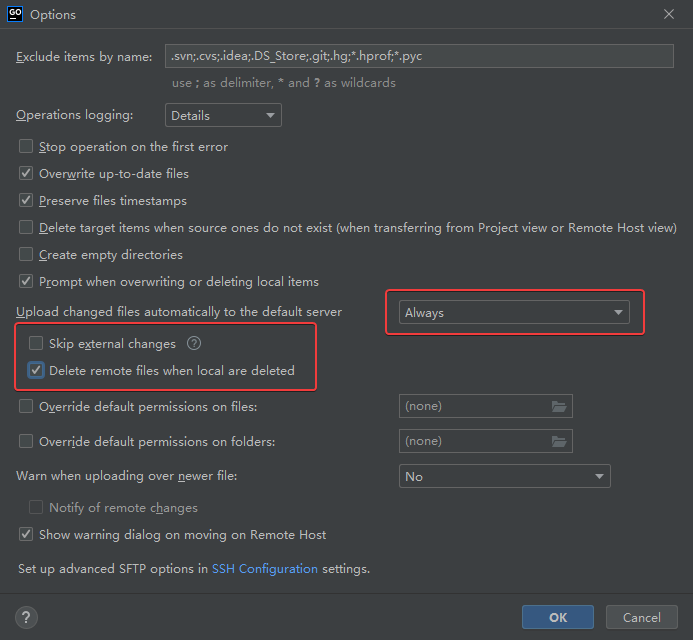 GO Options
Exclude items by name: .svn;.cvs;.idea;.DS_Store;.git;.hg;*.hprof;*.pyc
use ; as delimiter, * and ? as wildcards
Operations logging: Details
Stop operation on the first error
Overwrite up-to-date files
Preserve files timestamps
Delete target items when source ones do not exist (when transferring from Project view or Remote Host view)
Create empty directories
Prompt when overwriting or deleting local items
Upload changed files automatically to the default server Always
Skip external changes ?
Delete remote files when local are deleted
Override default permissions on files: (none)
Override default permissions on folders: (none)
Warn when uploading over newer file: No
Notify of remote changes
Show warning dialog on moving on Remote Host
Set up advanced SFTP options in SSH Configuration settings.
? OK Cancel